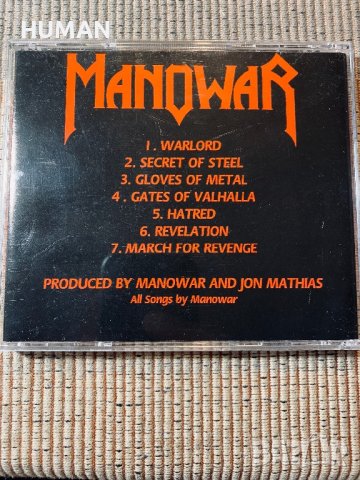 HUMAN
MANOWAR
1. WARLORD
2. SECRET OF STEEL
3. GLOVES OF METAL
4. GATES OF VALHALLA
5. HATRED
6. REVELATION
7. MARCH FOR REVENGE
PRODUCED BY MANOWAR AND JON MATHIAS
All Songs by Manowar